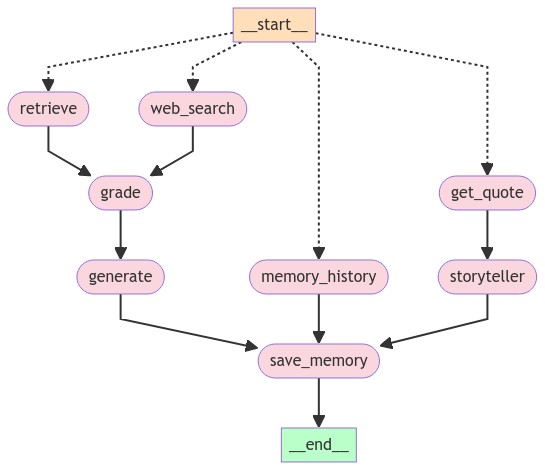 __start__
retrieve
web_search
grade
get_quote
generate
memory_history
storyteller
save_memory
__end__